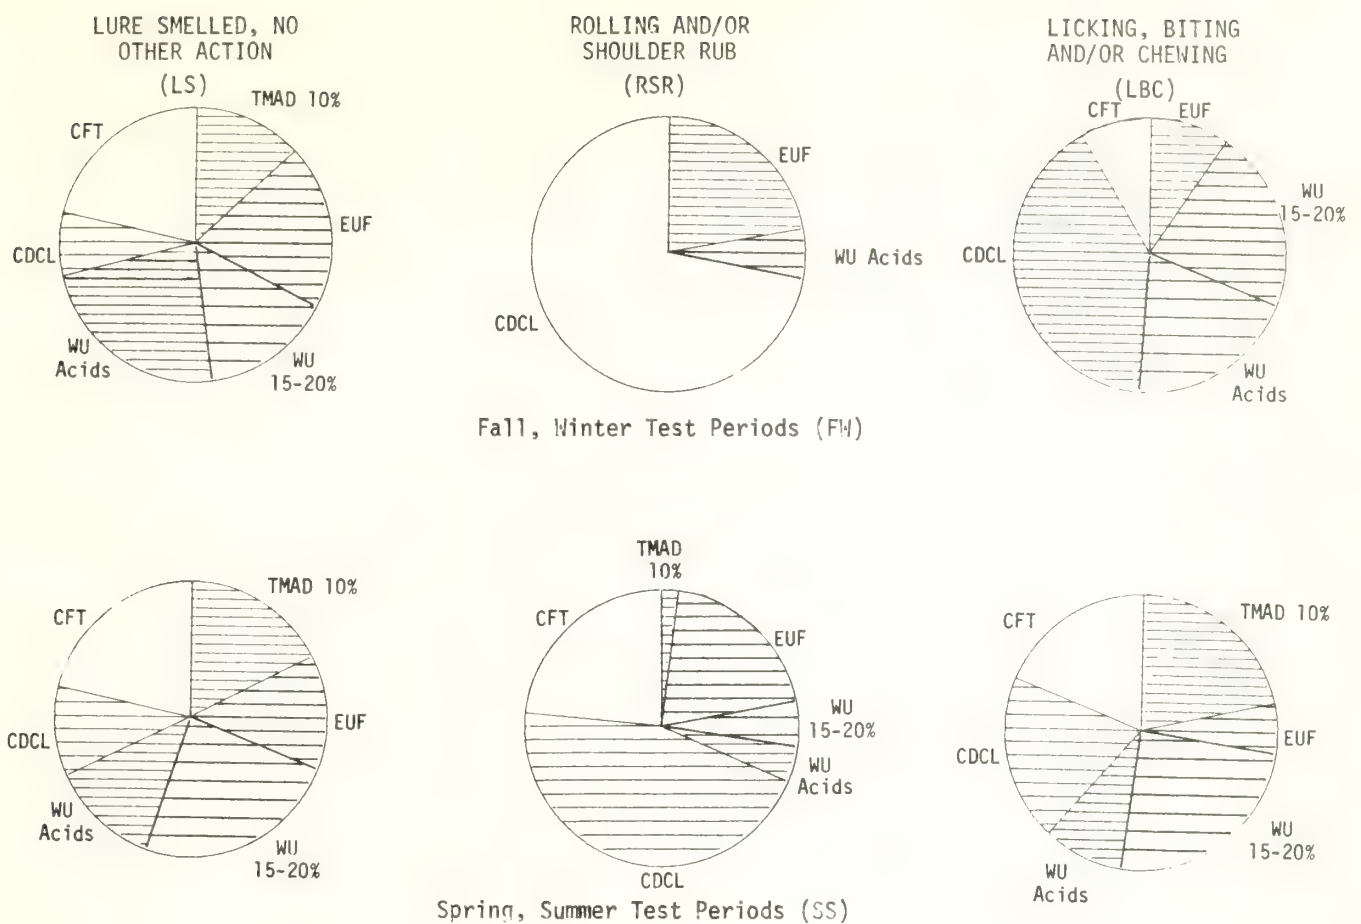 LURE SMELLED, NO
OTHER ACTION
(LS)
TMAD 10%
CFT
EUF
CDCL
WU
Acids
WU
15-20%
ROLLING AND/OR
SHOULDER RUB
(RSR)
EUF
WU Acids
CDCL
LICKING, BITING
AND/OR CHEWING
(LBC)
CFT
EUF
WU
15-20%
CDCL
WU
Acids
Fall, Winter Test Periods (FW)
TMAD 10%
CFT
EUF
CDCL
WU
Acids
WU
15-20%
TMAD
10%
CFT
EUF
WU
15-20%
WU
Acids
CDCL
TMAD 10%
CFT
EUF
CDCL
WU
15-20%
WU
Acids
Spring, Summer Test Periods (SS)